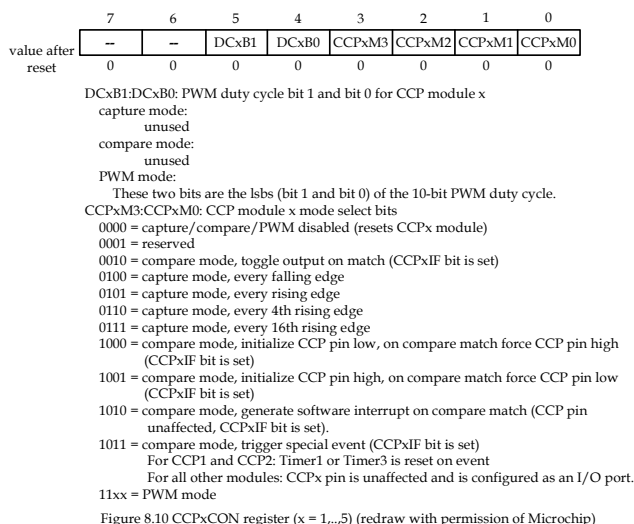 7 6 5 4 3 2 1 0
value after reset -- -- DCxB1 DCxB0 CCPxM3 CCPxM2 CCPxM1 CCPxM0
0 0 0 0 0 0 0 0
DCxB1:DCxB0: PWM duty cycle bit 1 and bit 0 for CCP module x
capture mode:
unused
compare mode:
unused
PWM mode:
These two bits are the lsbs (bit 1 and bit 0) of the 10-bit PWM duty cycle.
CCPxM3:CCPxM0: CCP module x mode select bits
0000 = capture/compare/PWM disabled (resets CCPx module)
0001 = reserved
0010 = compare mode, toggle output on match (CCPxIF bit is set)
0100 = capture mode, every falling edge
0101 = capture mode, every rising edge
0110 = capture mode, every 4th rising edge
0111 = capture mode, every 16th rising edge
1000 = compare mode, initialize CCP pin low, on compare match force CCP pin high
(CCPxIF bit is set)
1001 = compare mode, initialize CCP pin high, on compare match force CCP pin low
(CCPxIF bit is set)
1010 = compare mode, generate software interrupt on compare match (CCP pin
unaffected, CCPxIF bit is set).
1011 = compare mode, trigger special event (CCPxIF bit is set)
For CCP1 and CCP2: Timer1 or Timer3 is reset on event
For all other modules: CCPx pin is unaffected and is configured as an I/O port.
11xx = PWM mode
Figure 8.10 CCPxCON register (x = 1,..,5) (redraw with permission of Microchip)